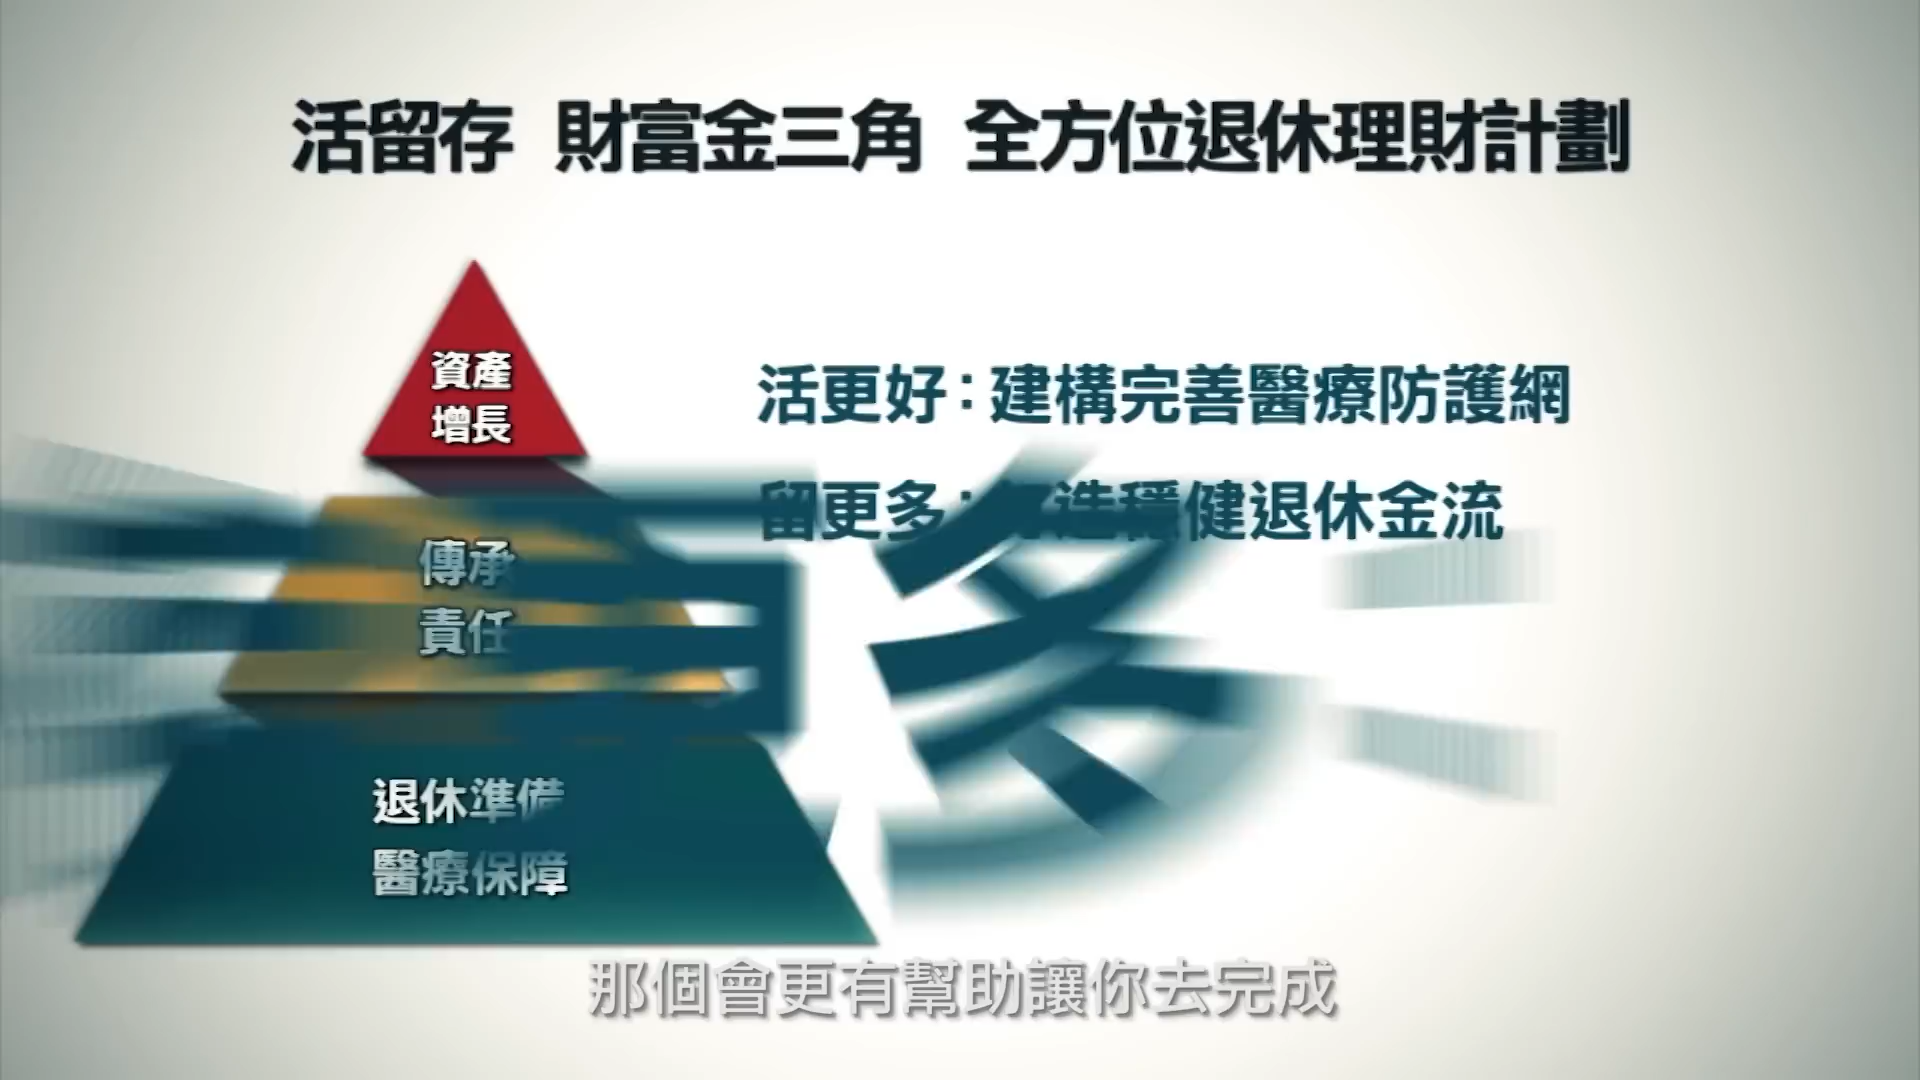 活留存 財富金三角 全方位退休理財計劃
資產
增長
活更好：建構完善醫療防護網
留更多：打造穩健退休金流
傳承
責任
退休準備
醫療保障
那個會更有幫助讓你去完成